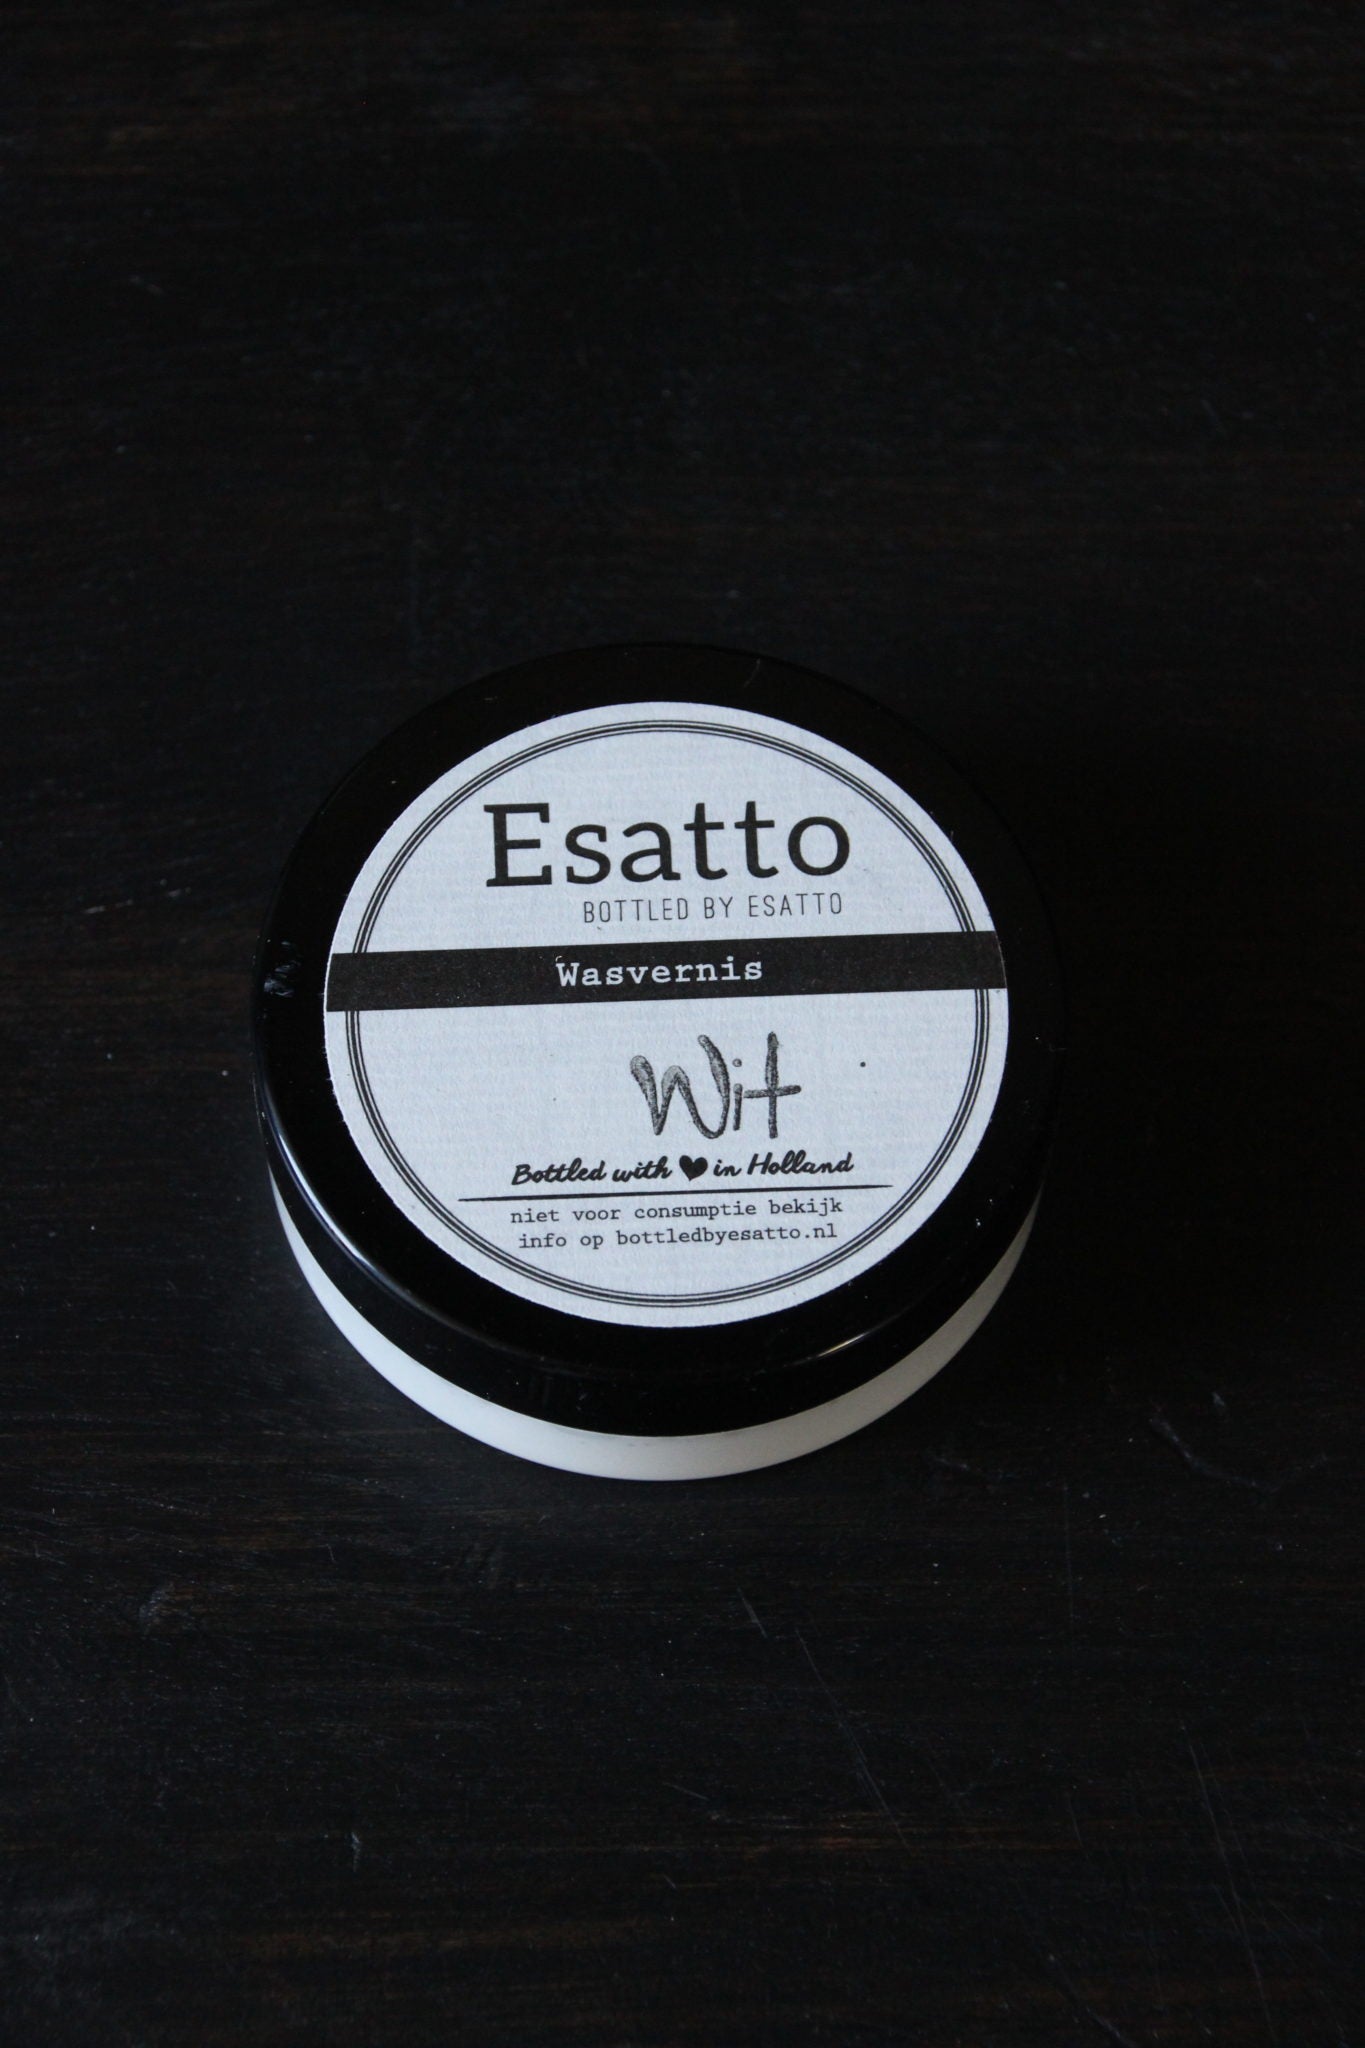 Esatto
BOTTLED BY ESATTO
Wasvernis
Wit
Bottled with ♥ in Holland
niet voor consumptie bekijk
info op bottledbyesatto.nl